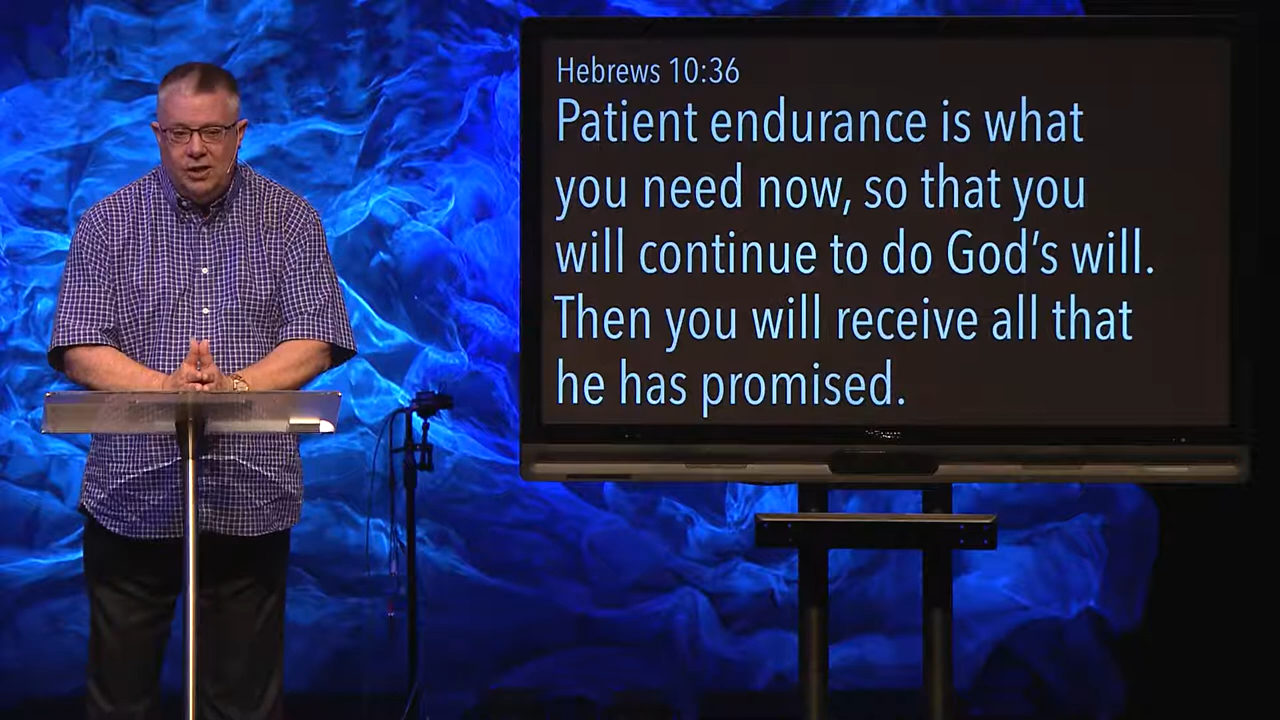 Hebrews 10:36
Patient endurance is what
you need now, so that you
will continue to do God's will.
Then you will receive all that
he has promised.